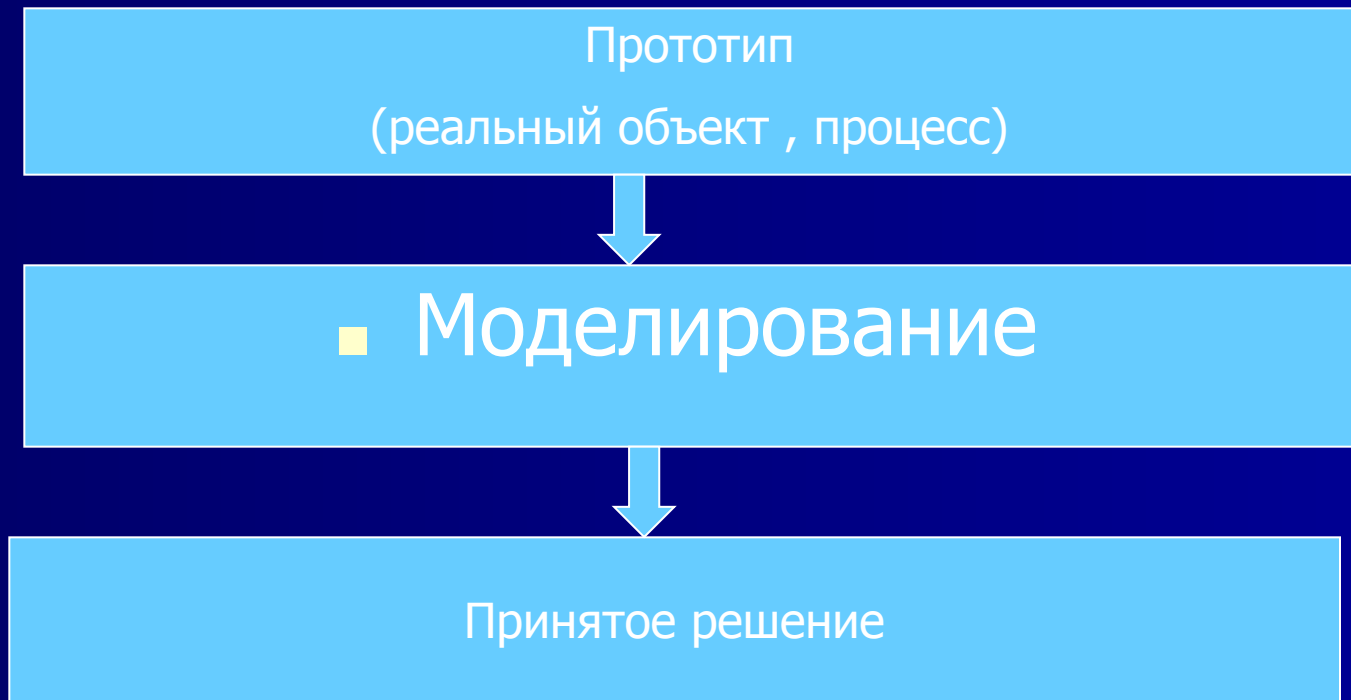 Прототип
(реальный объект , процесс)
Моделирование
Принятое решение